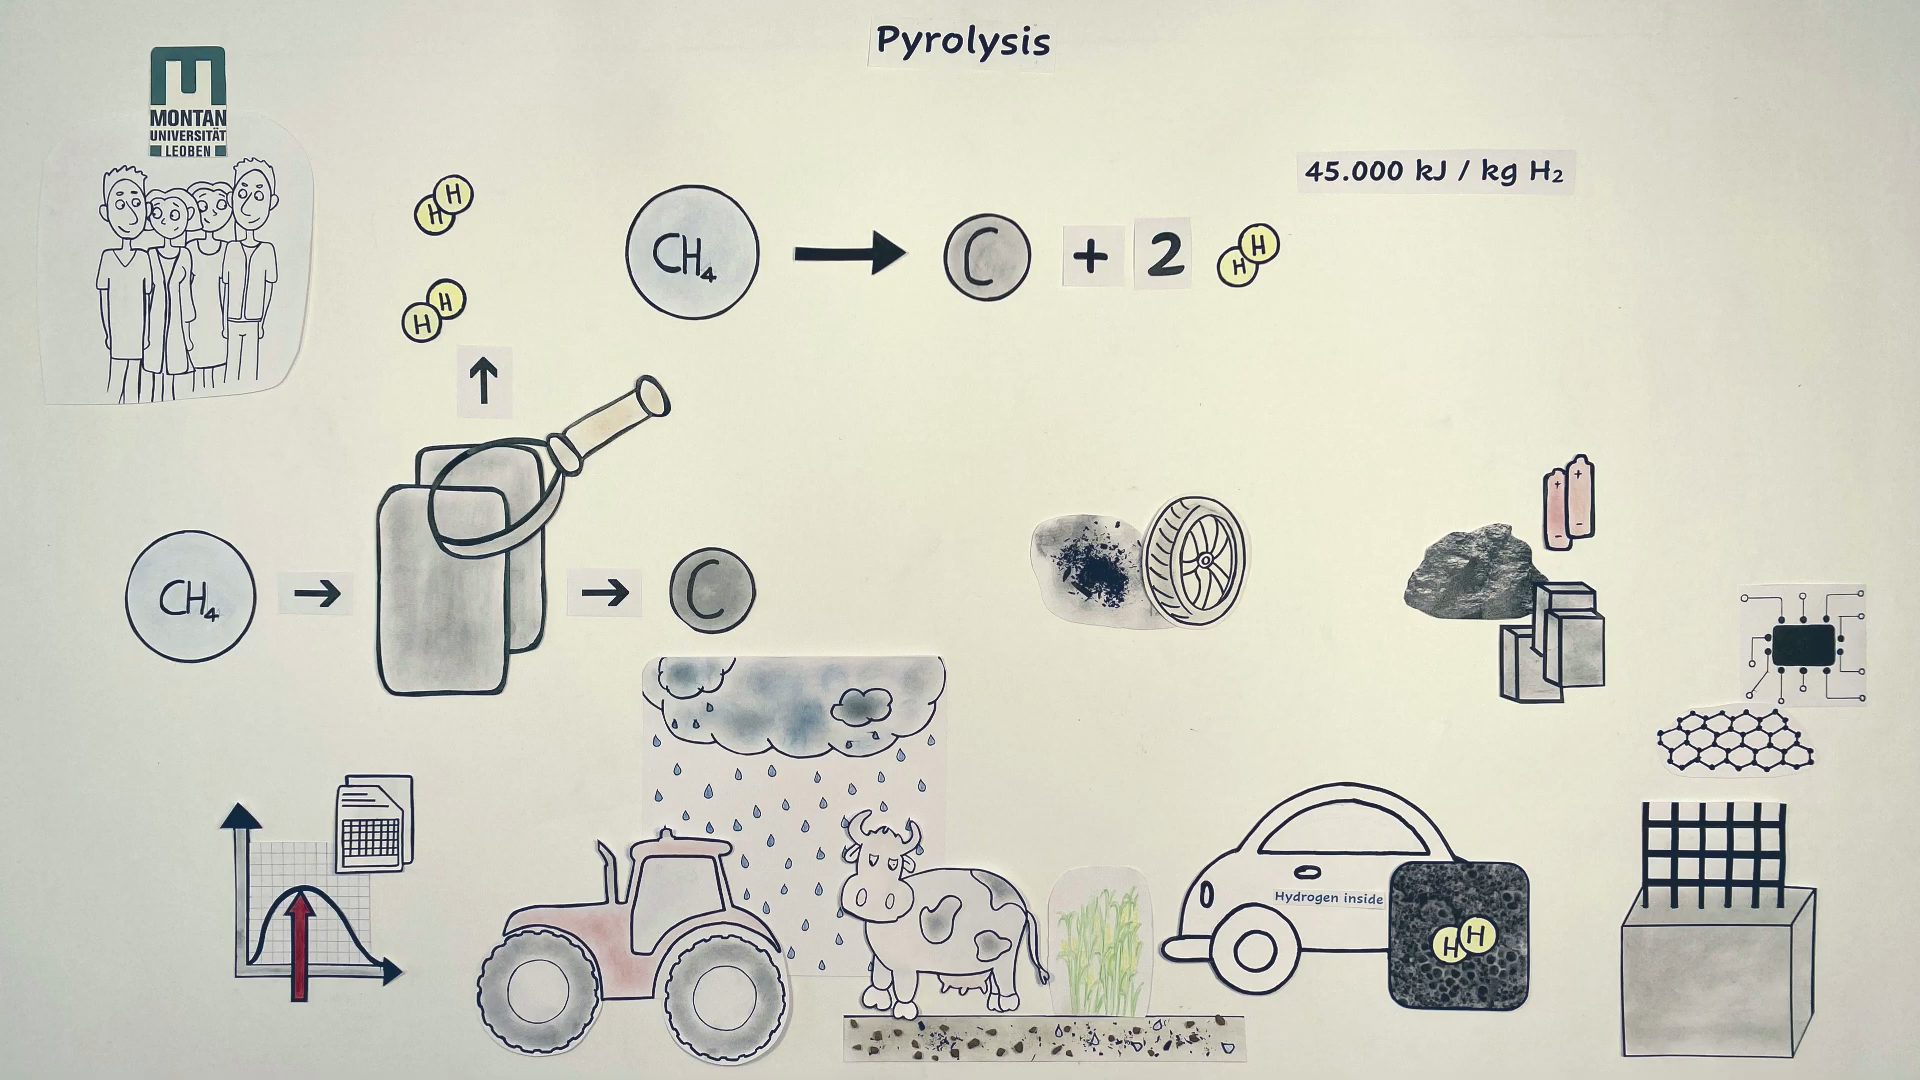 Pyrolysis
MONTAN
UNIVERSITÄT
LEOBEN
H H
H H
CH₄ → C + 2 H H
45.000 kJ / kg H₂
↑
CH₄ → → C
+ +
- -
Hydrogen inside
H H